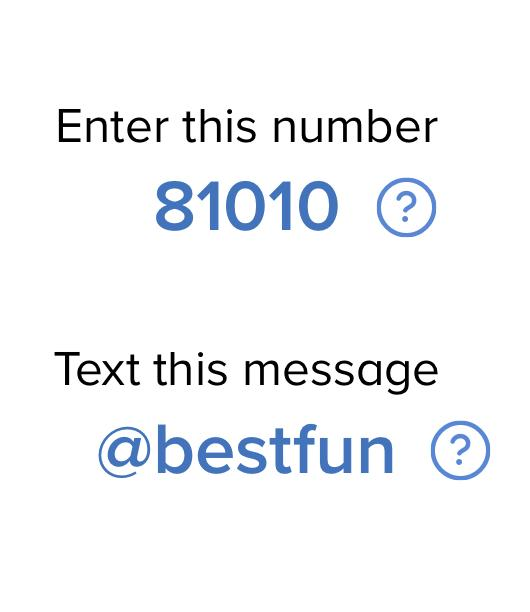 Enter this number
81010 ?
Text this message
@bestfun ?